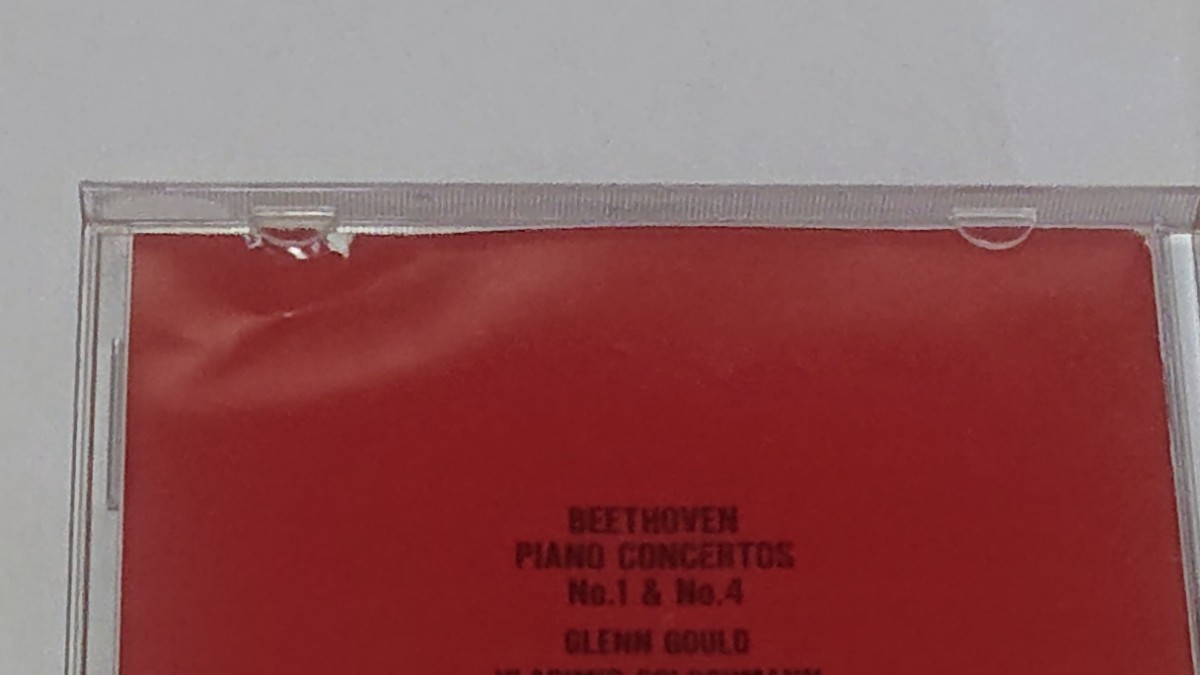 BEETHOVEN
PIANO CONCERTOS
No.1 & No.4
GLENN GOULD